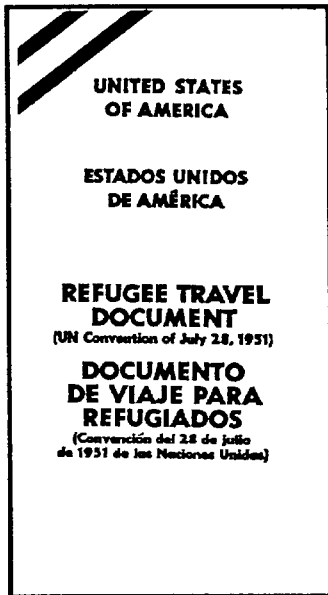 UNITED STATES
OF AMERICA
ESTADOS UNIDOS
DE AMÉRICA
REFUGEE TRAVEL
DOCUMENT
(UN Convention of July 28, 1951)
DOCUMENTO
DE VIAJE PARA
REFUGIADOS
(Convención del 28 de julio
de 1951 de las Naciones Unidas)